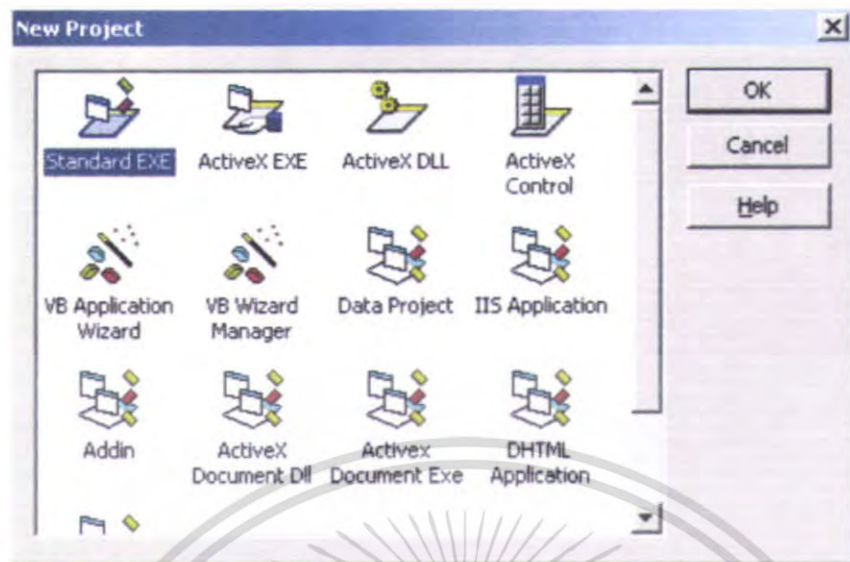 New Project
Standard EXE
ActiveX EXE
ActiveX DLL
ActiveX
Control
VB Application
Wizard
VB Wizard
Manager
Data Project
IIS Application
Addin
ActiveX
Document Dll
Activex
Document Exe
DHTML
Application
OK
Cancel
Help